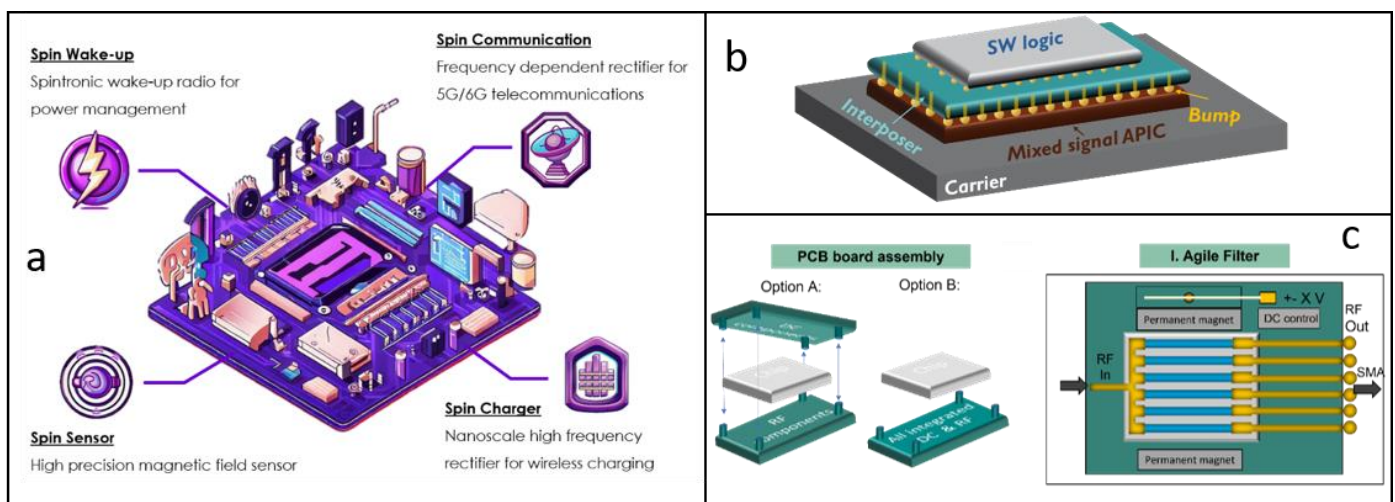 a
Spin Wake-up
Spintronic wake-up radio for
power management
Spin Communication
Frequency dependent rectifier for
5G/6G telecommunications
Spin Sensor
High precision magnetic field sensor
Spin Charger
Nanoscale high frequency
rectifier for wireless charging
b
SW logic
Interposer
Bump
Mixed signal APIC
Carrier
c
PCB board assembly
Option A:
Option B:
DC components
Chip
RF components
Chip
All integrated
DC & RF
I. Agile Filter
+- X V
Permanent magnet
DC control
RF
Out
RF
In
SMA
Permanent magnet